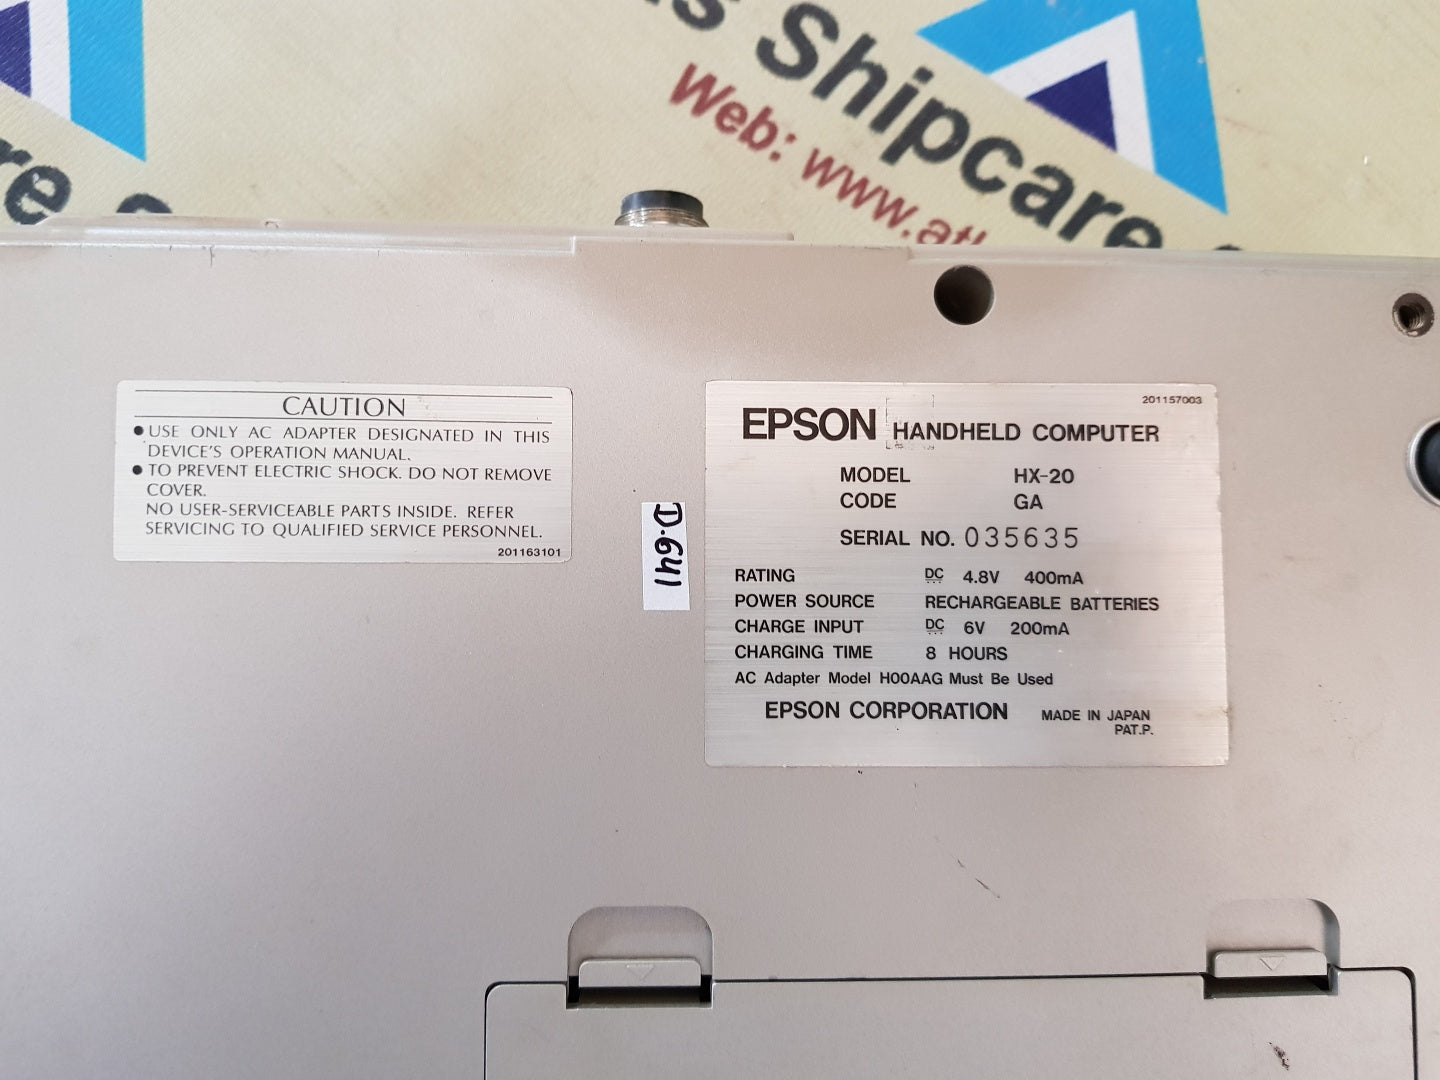 s Shipcare
Web: www.atl
re
CAUTION
●USE ONLY AC ADAPTER DESIGNATED IN THIS
DEVICE'S OPERATION MANUAL.
●TO PREVENT ELECTRIC SHOCK. DO NOT REMOVE
COVER.
NO USER-SERVICEABLE PARTS INSIDE. REFER
SERVICING TO QUALIFIED SERVICE PERSONNEL.
201163101
D.641
201157003
EPSON HANDHELD COMPUTER
MODEL HX-20
CODE GA
SERIAL NO. 035635
RATING DC 4.8V 400mA
POWER SOURCE RECHARGEABLE BATTERIES
CHARGE INPUT DC 6V 200mA
CHARGING TIME 8 HOURS
AC Adapter Model H00AAG Must Be Used
EPSON CORPORATION MADE IN JAPAN
PAT.P.